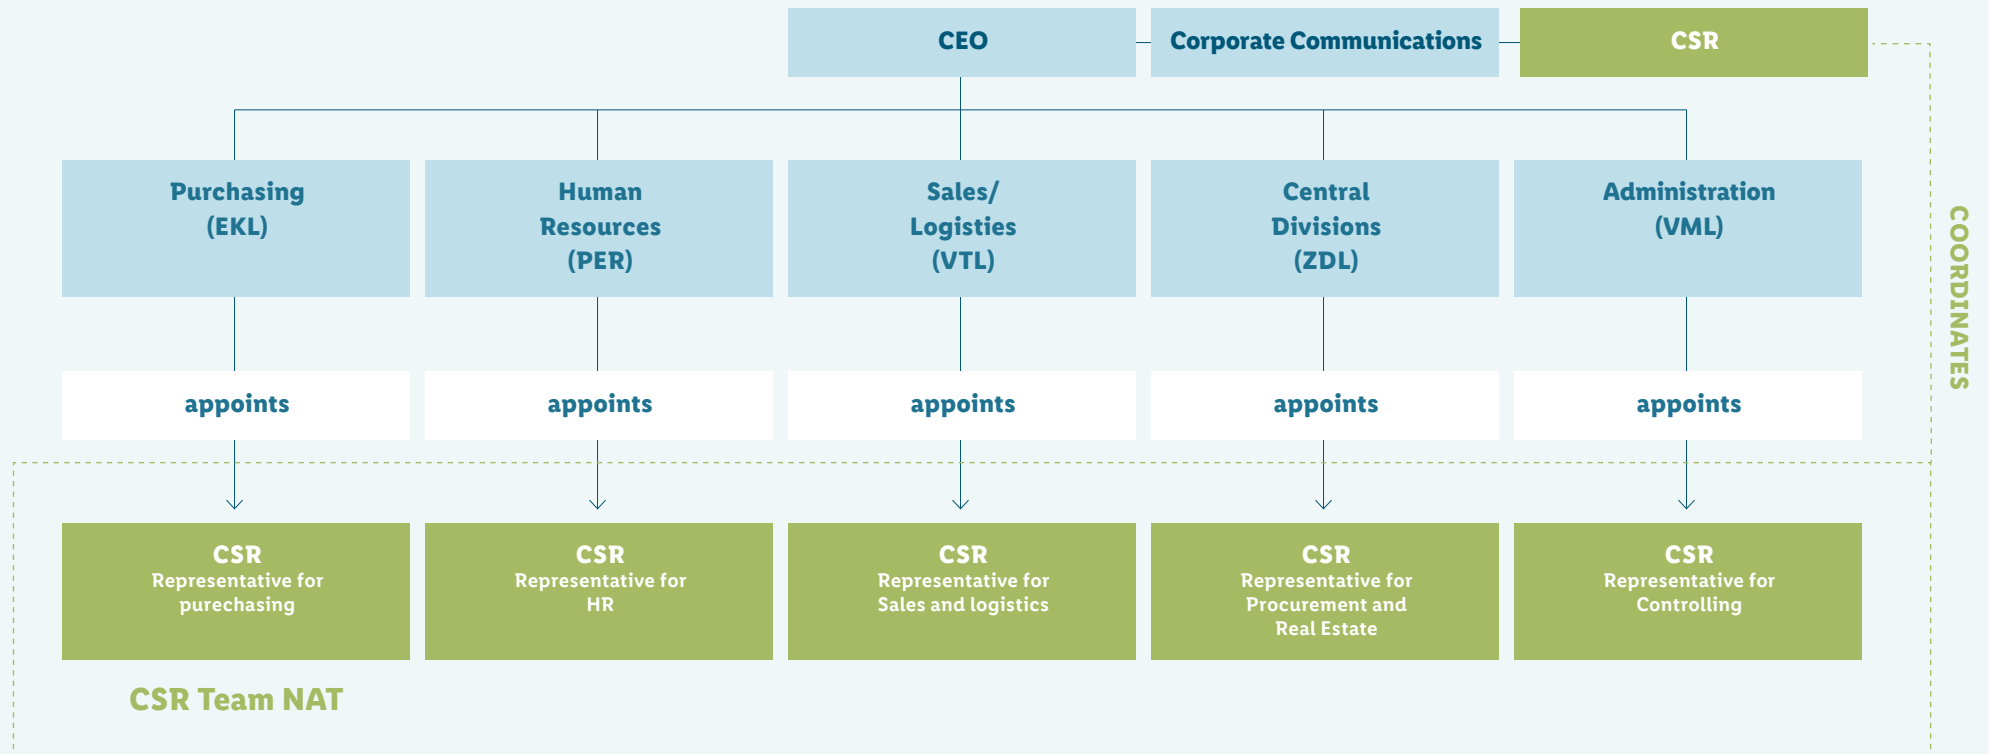 CEO
Corporate Communications
CSR
Purchasing
(EKL)
Human
Resources
(PER)
Sales/
Logisties
(VTL)
Central
Divisions
(ZDL)
Administration
(VML)
COORDINATES
appoints
appoints
appoints
appoints
appoints
CSR
Representative for
purechasing
CSR
Representative for
HR
CSR
Representative for
Sales and logistics
CSR
Representative for
Procurement and
Real Estate
CSR
Representative for
Controlling
CSR Team NAT